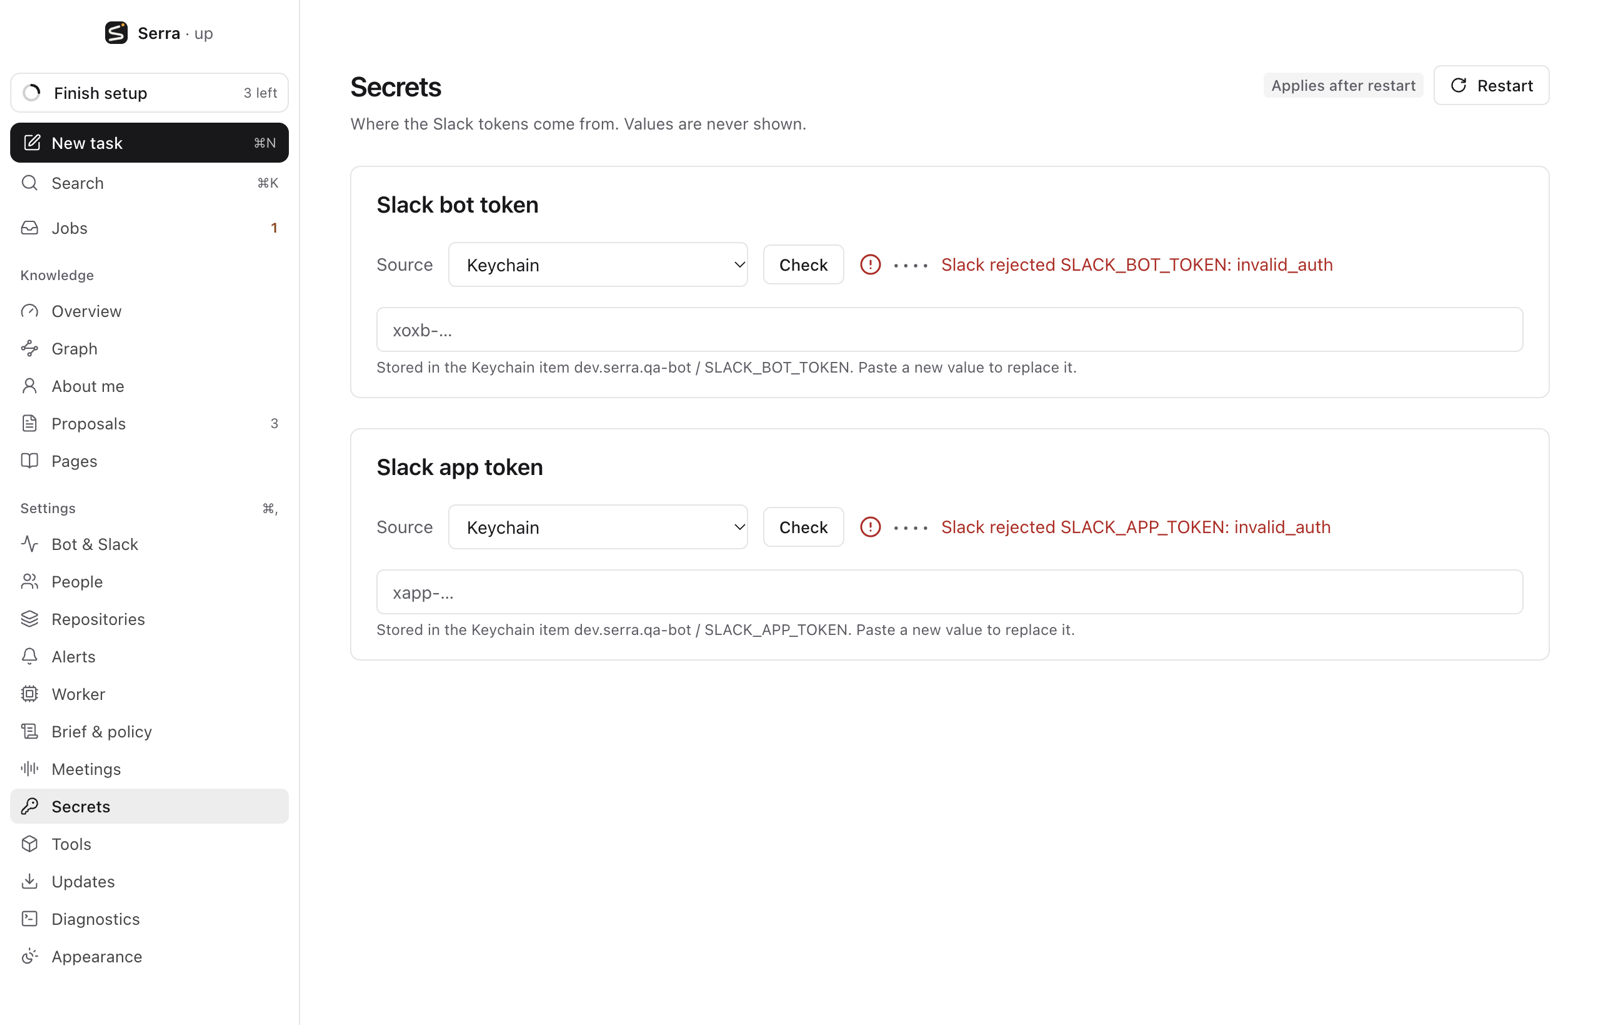 Serra · up
Finish setup 3 left
New task ⌘N
Search ⌘K
Jobs 1
Knowledge
Overview
Graph
About me
Proposals 3
Pages
Settings ⌘,
Bot & Slack
People
Repositories
Alerts
Worker
Brief & policy
Meetings
Secrets
Tools
Updates
Diagnostics
Appearance
Secrets
Applies after restart Restart
Where the Slack tokens come from. Values are never shown.
Slack bot token
Source Keychain Check ···· Slack rejected SLACK_BOT_TOKEN: invalid_auth
xoxb-...
Stored in the Keychain item dev.serra.qa-bot / SLACK_BOT_TOKEN. Paste a new value to replace it.
Slack app token
Source Keychain Check ···· Slack rejected SLACK_APP_TOKEN: invalid_auth
xapp-...
Stored in the Keychain item dev.serra.qa-bot / SLACK_APP_TOKEN. Paste a new value to replace it.